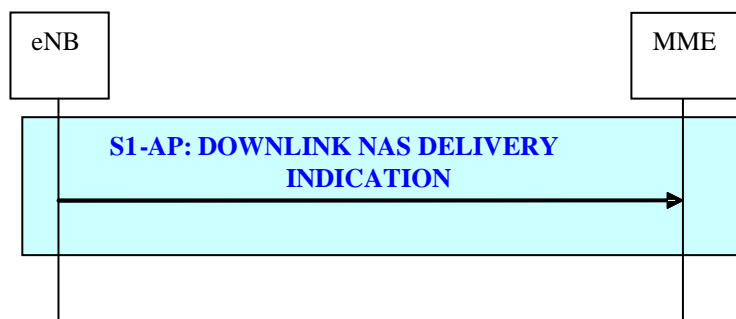 eNB
MME
S1-AP: DOWNLINK NAS DELIVERY
INDICATION